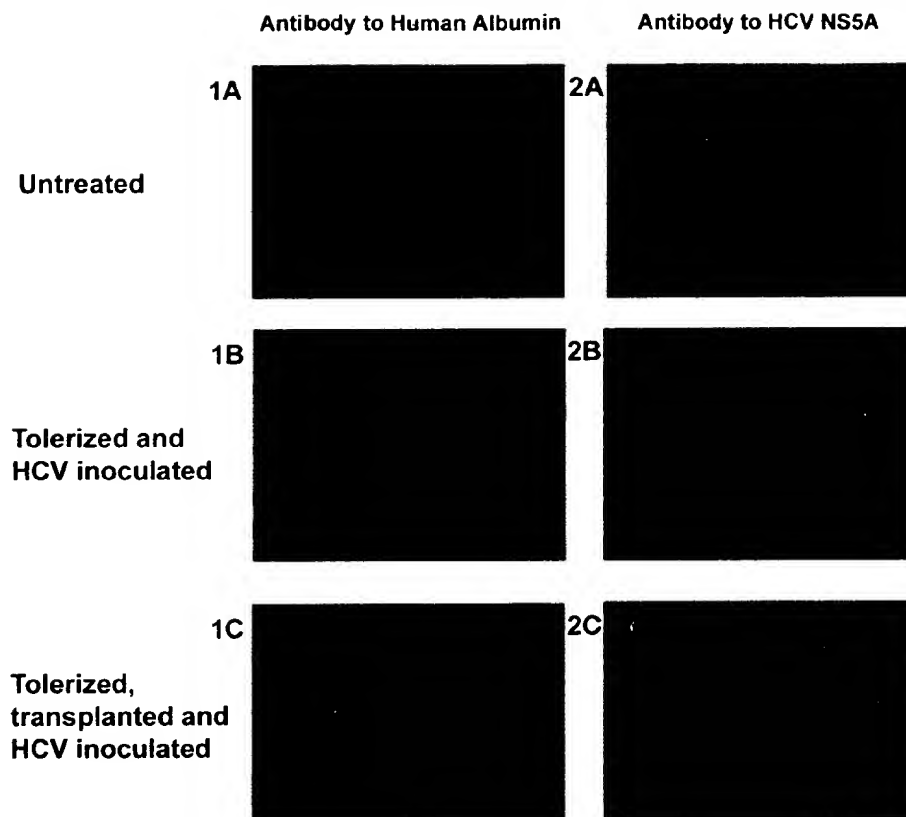 Antibody to Human Albumin Antibody to HCV NS5A
1A 2A
Untreated
1B 2B
Tolerized and
HCV inoculated
1C 2C
Tolerized,
transplanted and
HCV inoculated